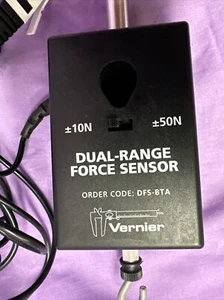 ±10N ±50N
DUAL-RANGE
FORCE SENSOR
ORDER CODE: DFS-BTA
Vernier